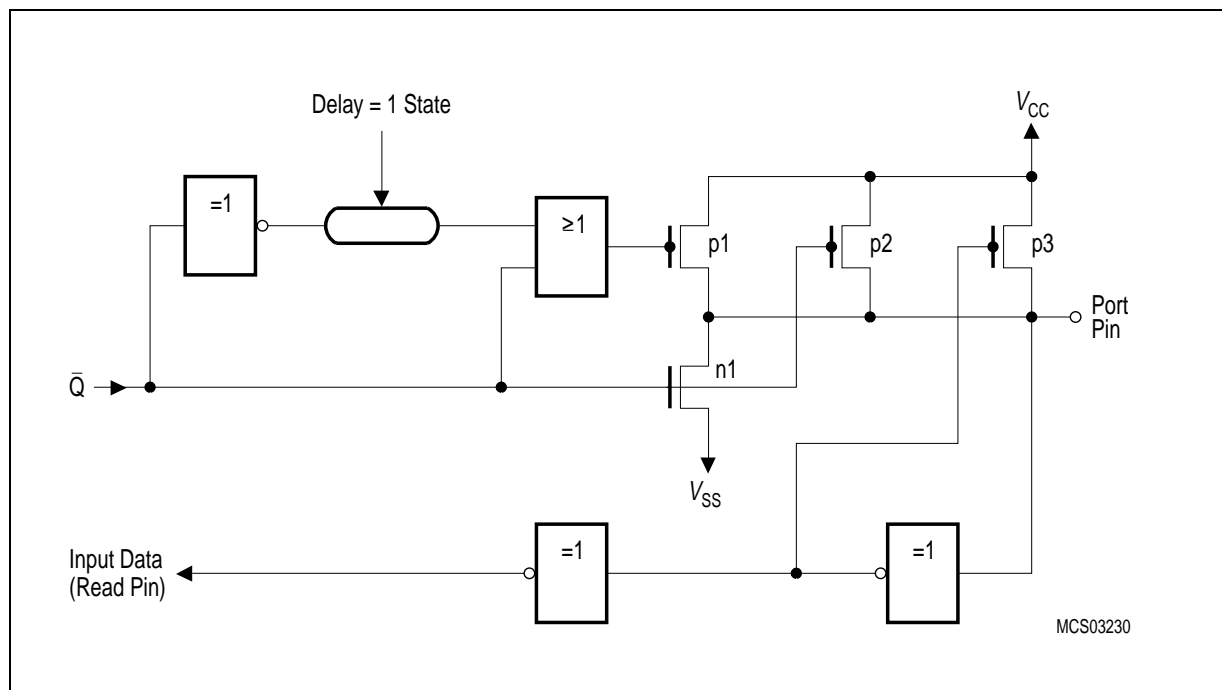 Delay = 1 State
V_CC
=1
≥1
p1
p2
p3
Port
Pin
Q̄
n1
V_SS
Input Data
(Read Pin)
=1
=1
MCS03230